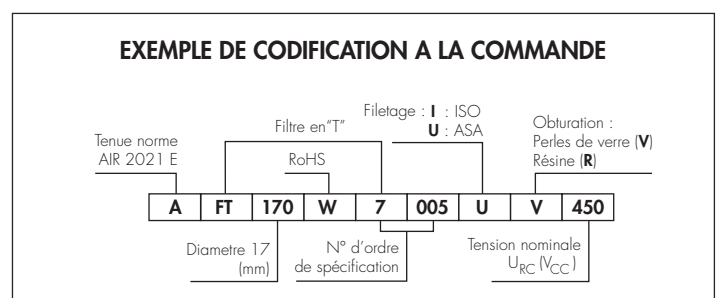 EXEMPLE DE CODIFICATION A LA COMMANDE
Tenue norme
AIR 2021 E
Filtre en"T"
RoHS
Filetage : I : ISO
U : ASA
Obturation :
Perles de verre (V)
Résine (R)
A FT 170 W 7 005 U V 450
Diametre 17
(mm)
N° d'ordre
de spécification
Tension nominale
URC (VCC )